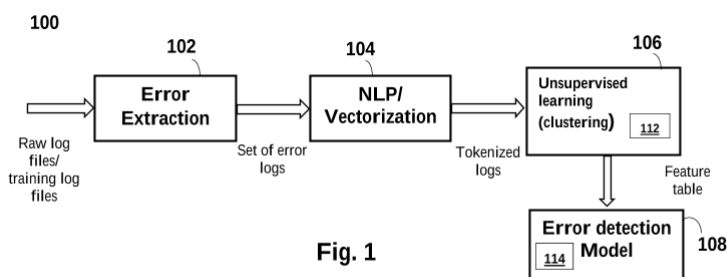 100
102
104
106
Error
Extraction
NLP/
Vectorization
Unsupervised
learning
(clustering)
112
Raw log
files/
training log
files
Set of error
logs
Tokenized
logs
Feature
table
Error detection
Model
114
108
Fig. 1